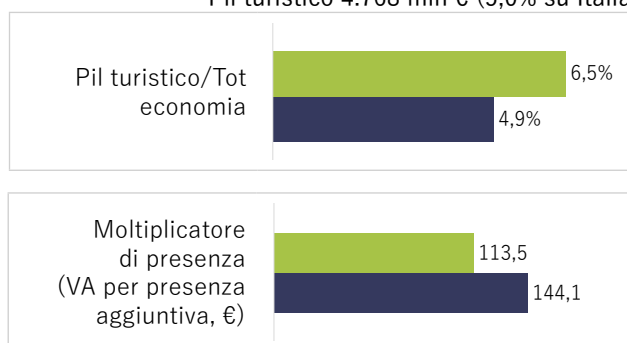 Pil turistico/Tot
economia
6,5%
4,9%
Moltiplicatore
di presenza
(VA per presenza
aggiuntiva, €)
113,5
144,1